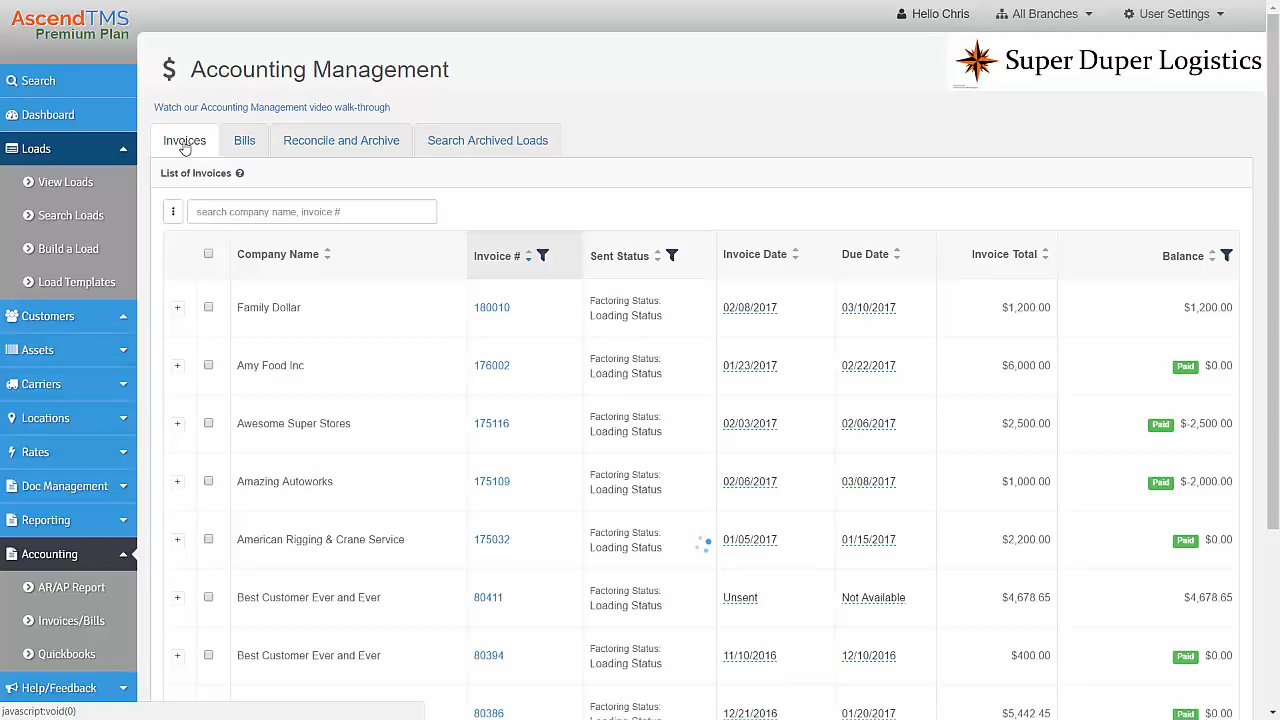 AscendTMS
Premium Plan
Hello Chris
All Branches
User Settings
Super Duper Logistics
$ Accounting Management
Watch our Accounting Management video walk-through
Search
Dashboard
Loads
View Loads
Search Loads
Build a Load
Load Templates
Customers
Assets
Carriers
Locations
Rates
Doc Management
Reporting
Accounting
AR/AP Report
Invoices/Bills
Quickbooks
Help/Feedback
javascript:void(0)
Invoices
Bills
Reconcile and Archive
Search Archived Loads
List of Invoices
search company name, invoice #
Company Name Invoice # Sent Status Invoice Date Due Date Invoice Total Balance
+ Family Dollar 180010 Factoring Status: 02/08/2017 03/10/2017 $1,200.00 $1,200.00
Loading Status
+ Amy Food Inc 176002 Factoring Status: 01/23/2017 02/22/2017 $6,000.00 Paid $0.00
Loading Status
+ Awesome Super Stores 175116 Factoring Status: 02/03/2017 02/06/2017 $2,500.00 Paid $-2,500.00
Loading Status
+ Amazing Autoworks 175109 Factoring Status: 02/06/2017 03/08/2017 $1,000.00 Paid $-2,000.00
Loading Status
+ American Rigging & Crane Service 175032 Factoring Status: 01/05/2017 01/15/2017 $2,200.00 Paid $0.00
Loading Status
+ Best Customer Ever and Ever 80411 Factoring Status: Unsent Not Available $4,678.65 $4,678.65
Loading Status
+ Best Customer Ever and Ever 80394 Factoring Status: 11/10/2016 12/10/2016 $400.00 Paid $0.00
Loading Status
80386 Factoring Status: 12/21/2016 01/20/2017 $5,442.45 Paid $0.00